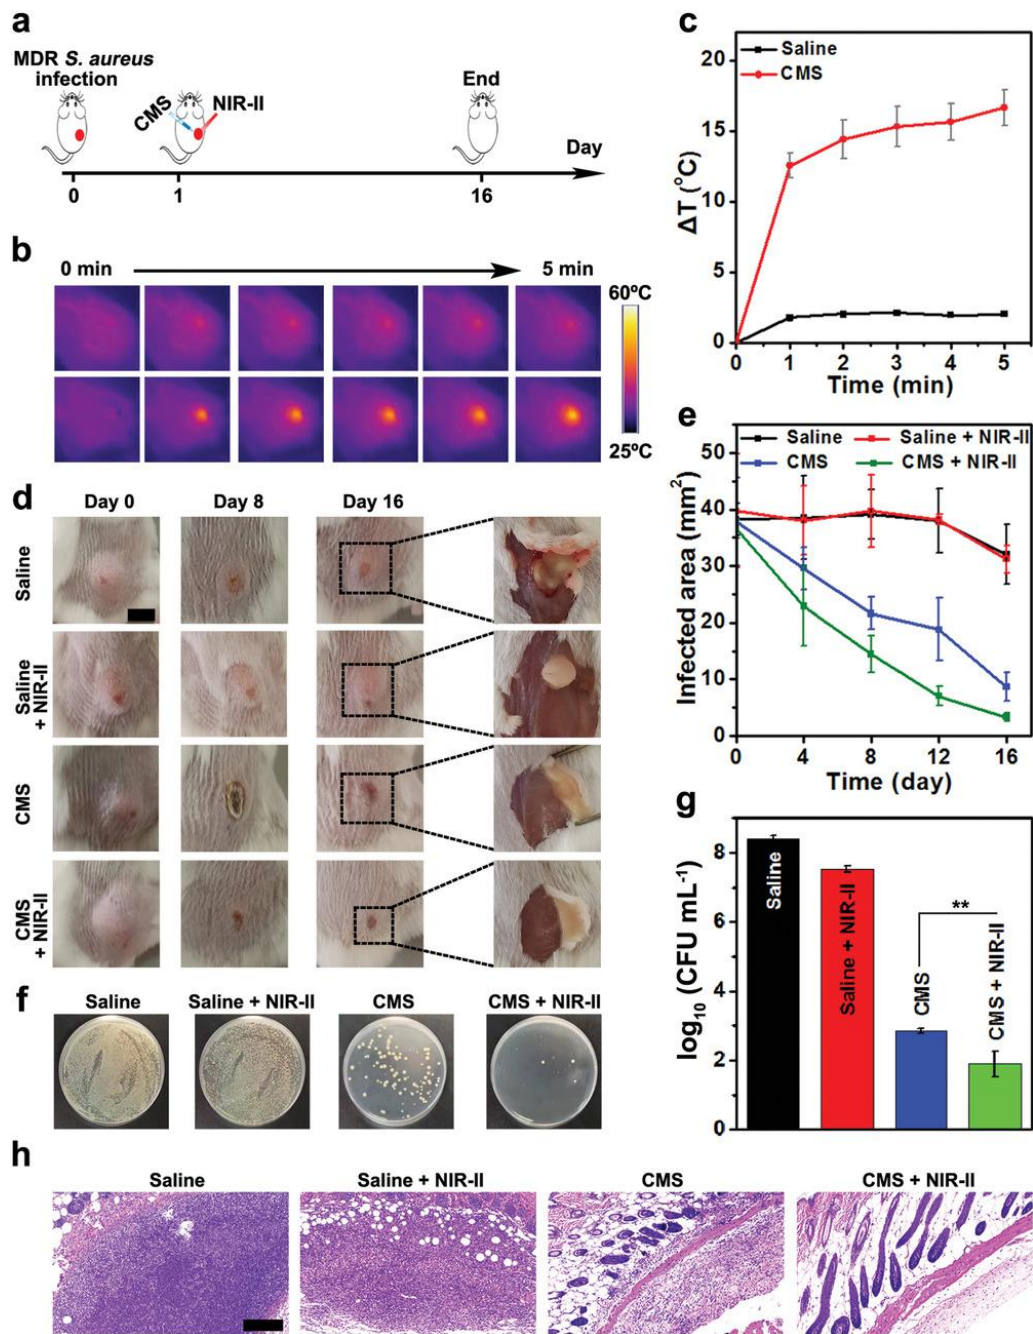 a
MDR S. aureus
infection
CMS
NIR-II
End
Day
0
1
16
b
0 min
5 min
60°C
25°C
c
Saline
CMS
20
15
10
5
0
ΔT (°C)
0 1 2 3 4 5
Time (min)
d
Day 0
Day 8
Day 16
Saline
Saline
+ NIR-II
CMS
CMS
+ NIR-II
e
Saline
Saline + NIR-II
CMS
CMS + NIR-II
50
40
30
20
10
0
Infected area (mm²)
0 4 8 12 16
Time (day)
f
Saline
Saline + NIR-II
CMS
CMS + NIR-II
g
8
6
4
2
0
log₁₀ (CFU mL⁻¹)
Saline
Saline + NIR-II
CMS
CMS + NIR-II
**
h
Saline
Saline + NIR-II
CMS
CMS + NIR-II